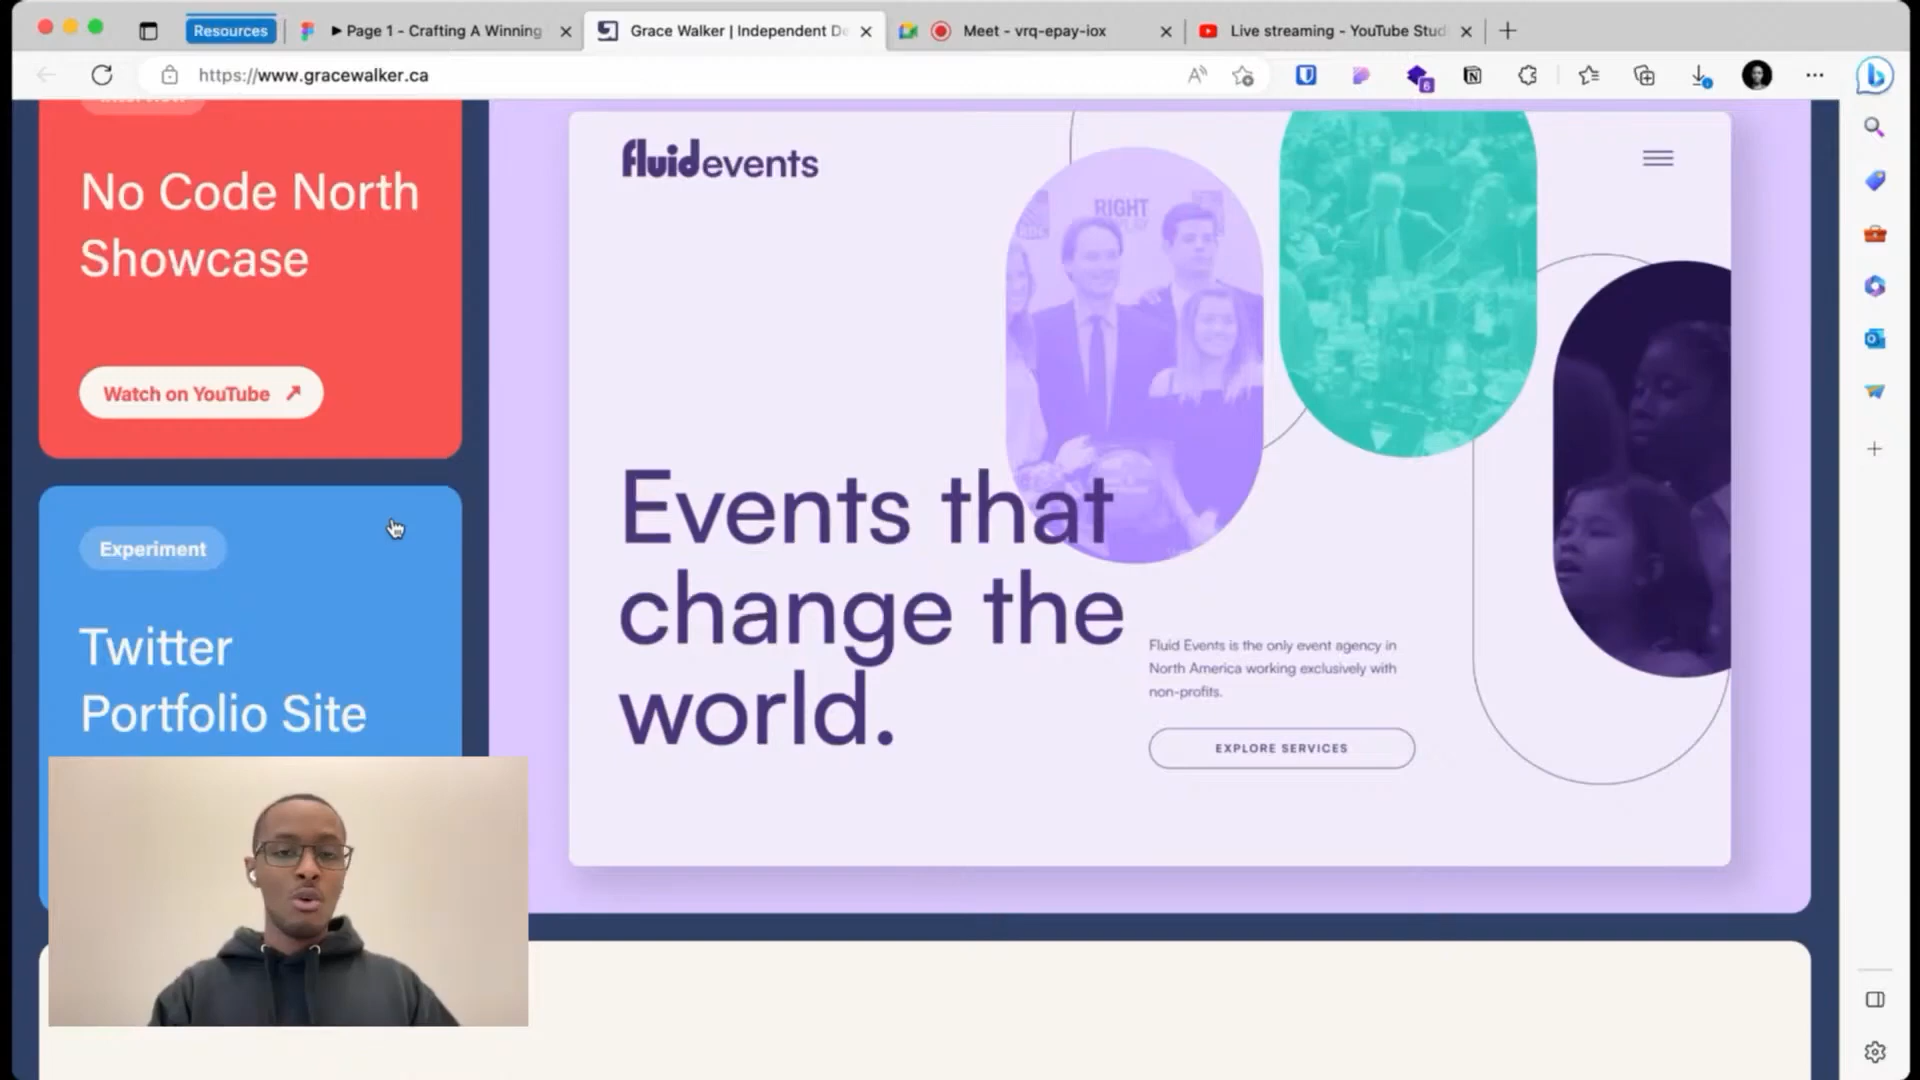 Resources
Page 1 - Crafting A Winning
Grace Walker | Independent De
Meet - vrq-epay-iox
Live streaming - YouTube Stud
https://www.gracewalker.ca
6
No Code North
Showcase
Watch on YouTube
Experiment
Twitter
Portfolio Site
fluidevents
RIGHT
Events that
change the
world.
Fluid Events is the only event agency in
North America working exclusively with
non-profits.
EXPLORE SERVICES